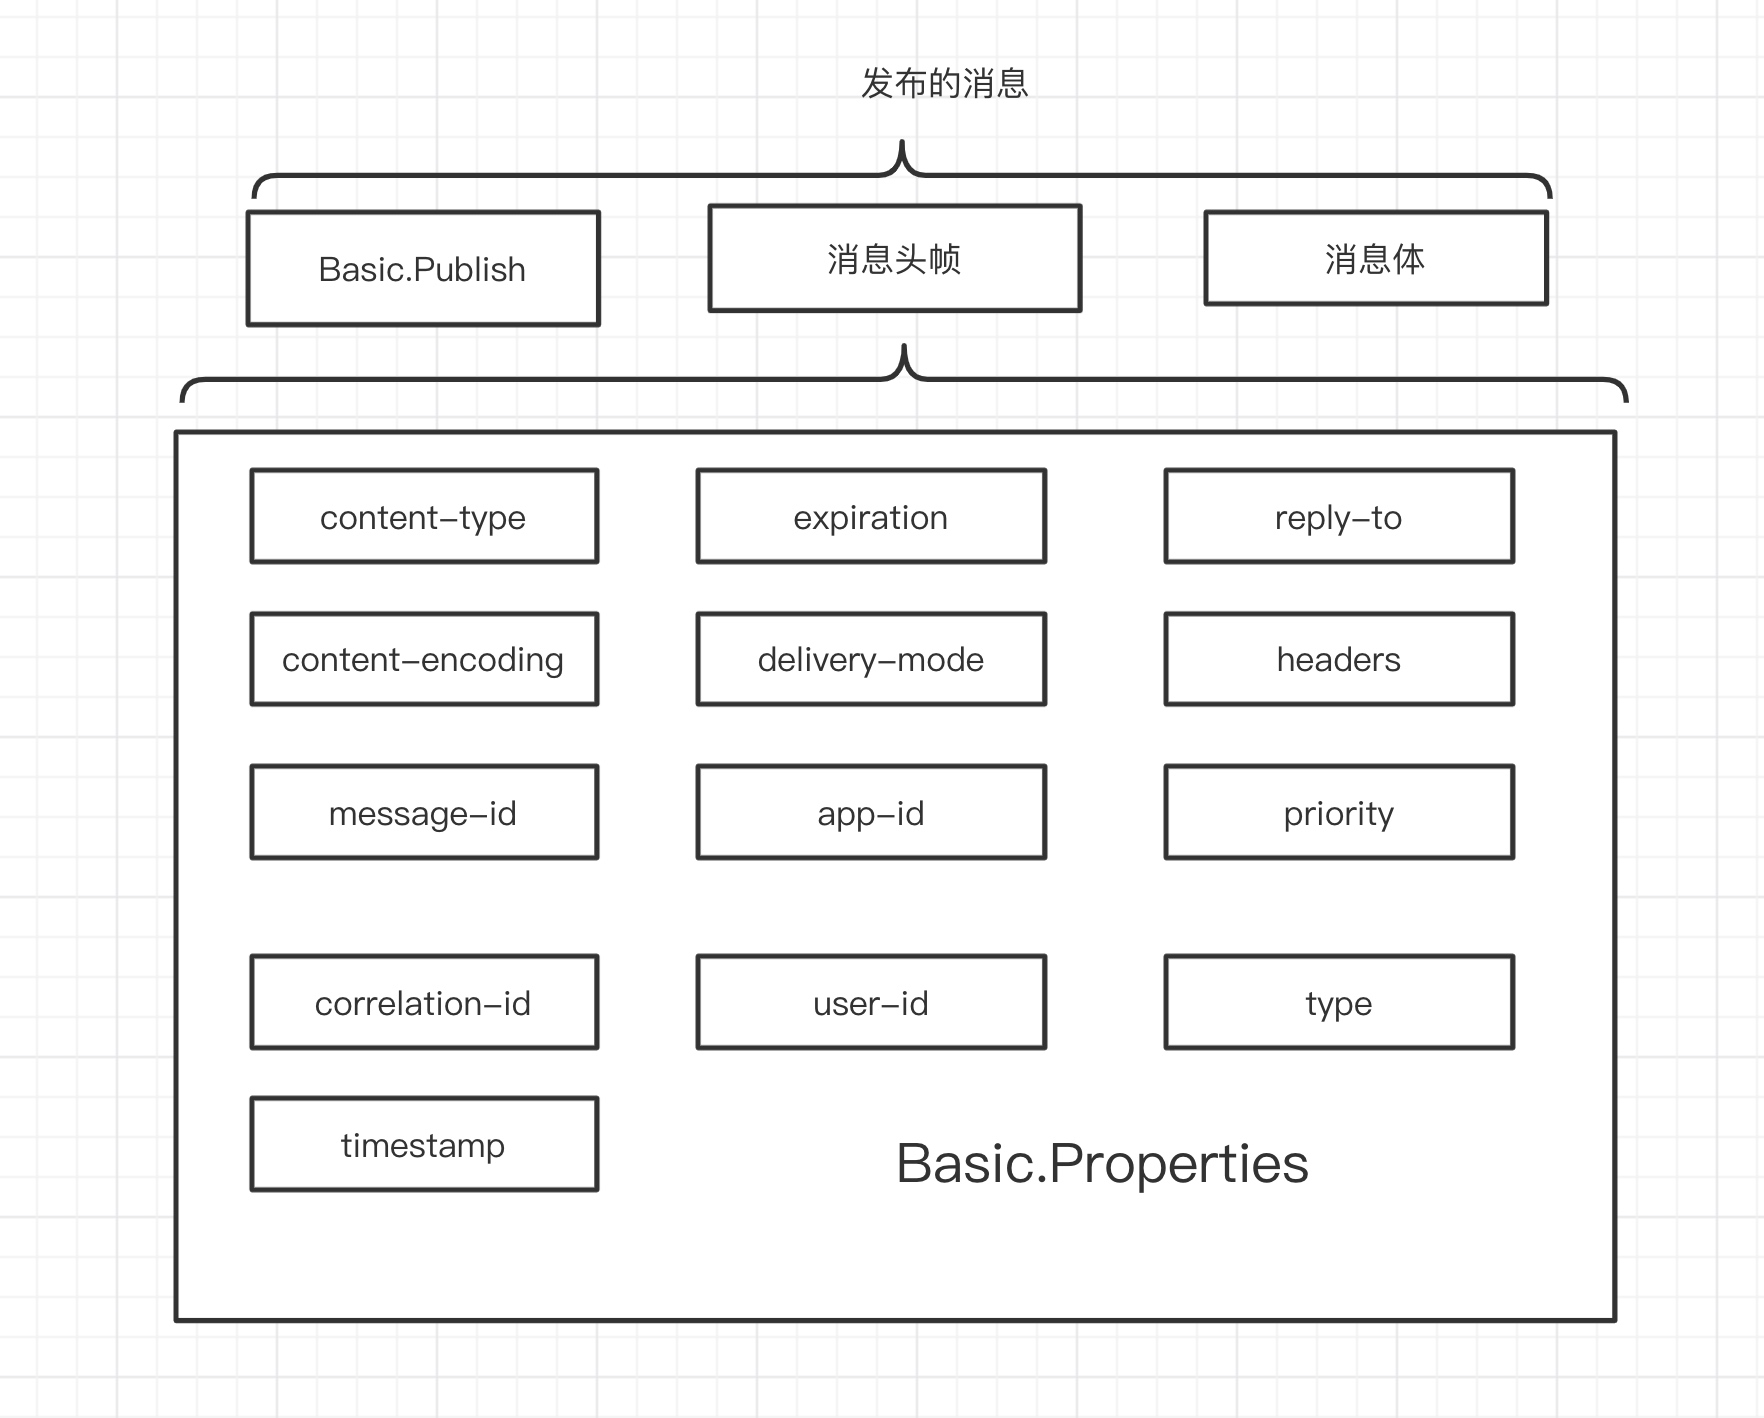 发布的消息
Basic.Publish
消息头帧
消息体
content-type
expiration
reply-to
content-encoding
delivery-mode
headers
message-id
app-id
priority
correlation-id
user-id
type
timestamp
Basic.Properties